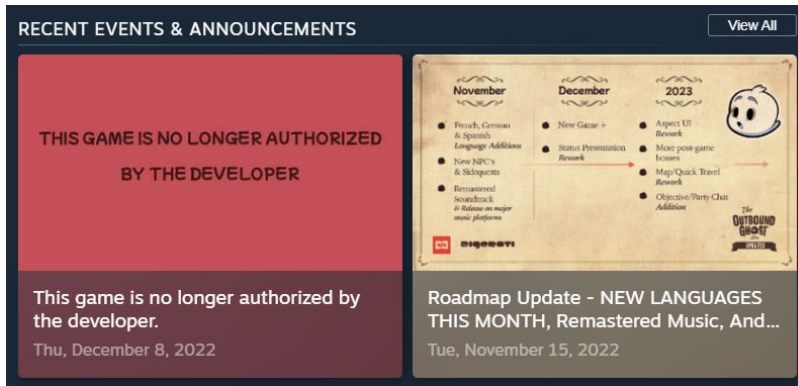 RECENT EVENTS & ANNOUNCEMENTS
View All
THIS GAME IS NO LONGER AUTHORIZED
BY THE DEVELOPER
This game is no longer authorized by
the developer.
Thu, December 8, 2022
November
French, German
& Spanish
Language Additions
New NPC's
& Sidequests
Remastered
Soundtrack
& Release on major
music platforms
December
New Game +
Status Presentation
Rework
2023
Aspect UI
Rework
More post-game
bosses
Map/Quick Travel
Rework
Objective/Party Chat
Addition
DIGEROTI
The
OUTBOUND
GHOST
UPDATES
Roadmap Update - NEW LANGUAGES
THIS MONTH, Remastered Music, And...
Tue, November 15, 2022